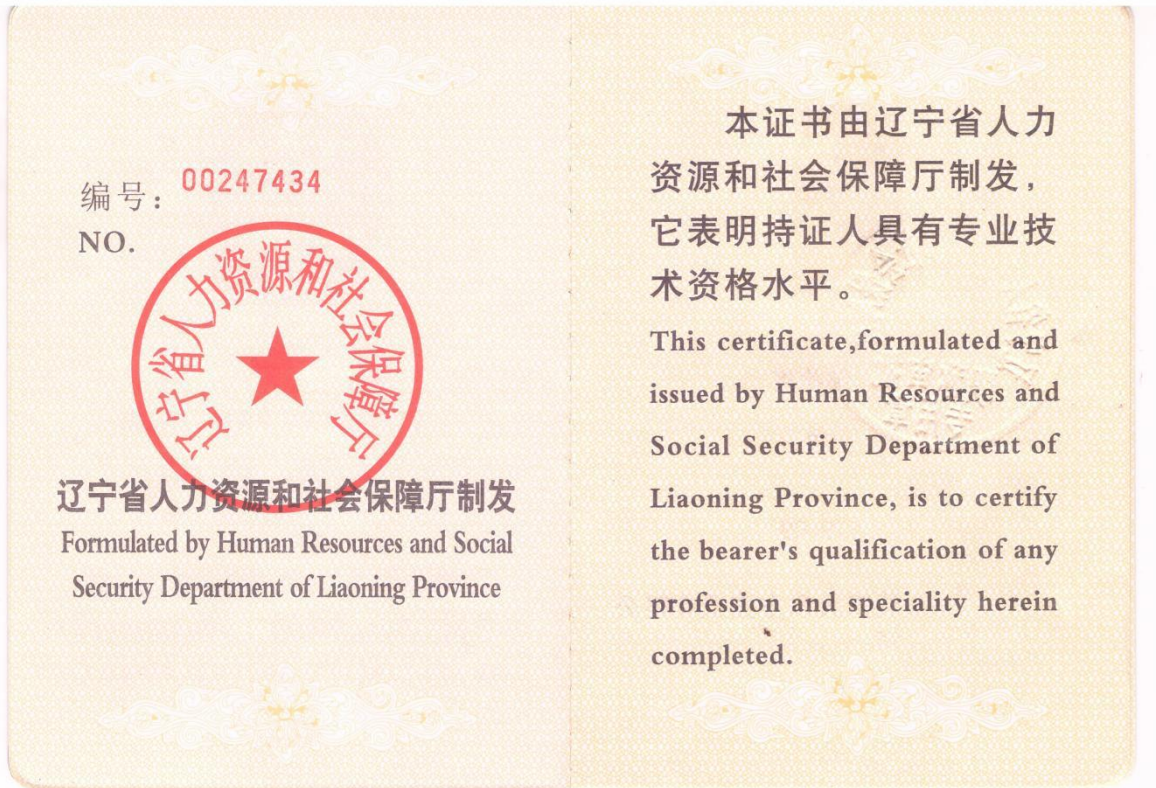 编号：00247434
NO.
辽宁省人力资源和社会保障厅
辽宁省人力资源和社会保障厅制发
Formulated by Human Resources and Social
Security Department of Liaoning Province
本证书由辽宁省人力
资源和社会保障厅制发，
它表明持证人具有专业技
术资格水平。
This certificate,formulated and
issued by Human Resources and
Social Security Department of
Liaoning Province, is to certify
the bearer's qualification of any
profession and speciality herein
completed.